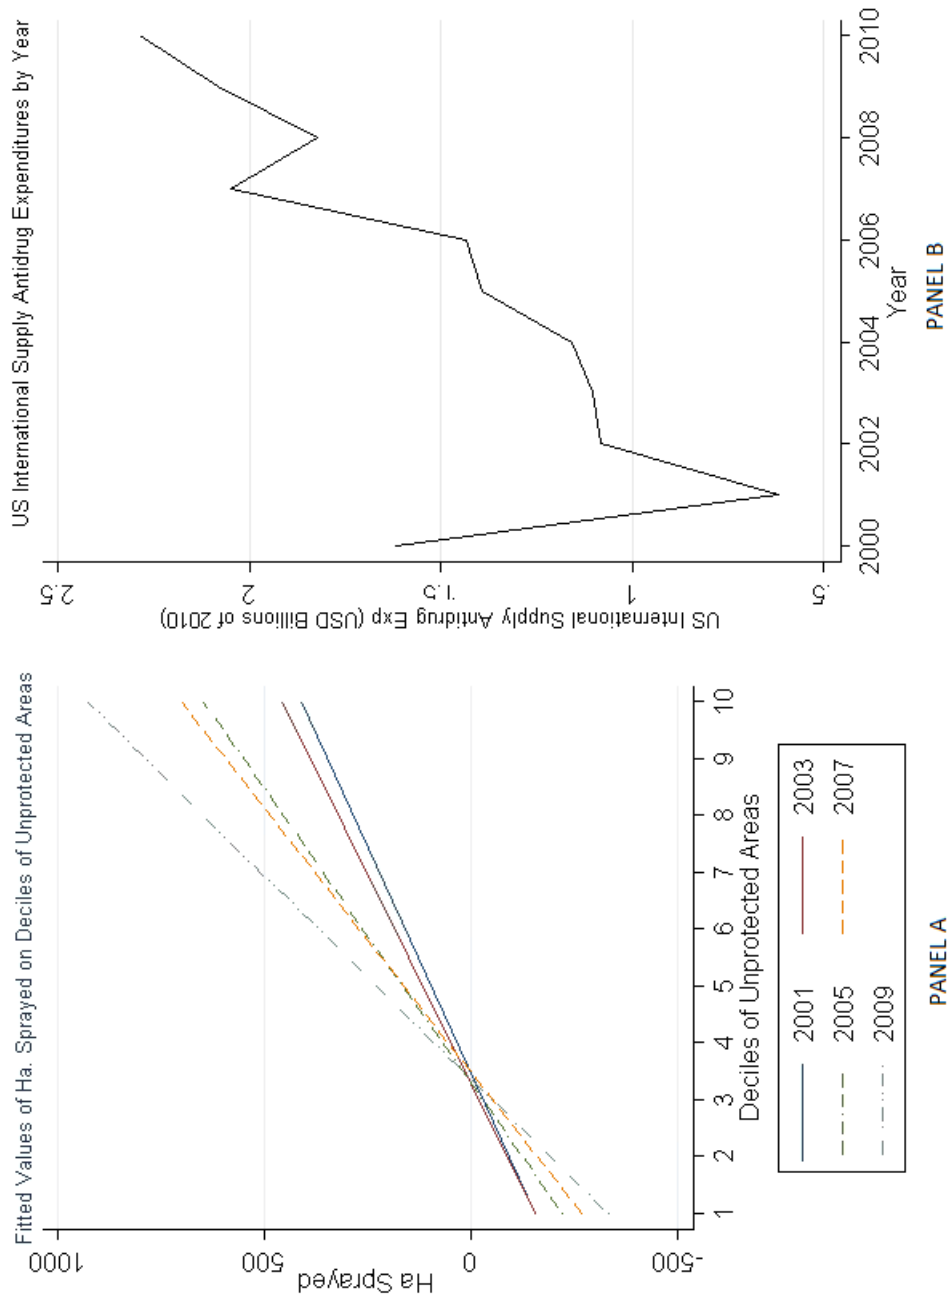 Fitted Values of Ha. Sprayed on Deciles of Unprotected Areas
Ha Sprayed
1000
500
0
-500
1 2 3 4 5 6 7 8 9 10
Deciles of Unprotected Areas
2001 2003
2005 2007
2009
PANEL A
US International Supply Antidrug Expenditures by Year
US International Supply Antidrug Exp (USD Billions of 2010)
2.5
2
1.5
1
.5
2000 2002 2004 2006 2008 2010
Year
PANEL B